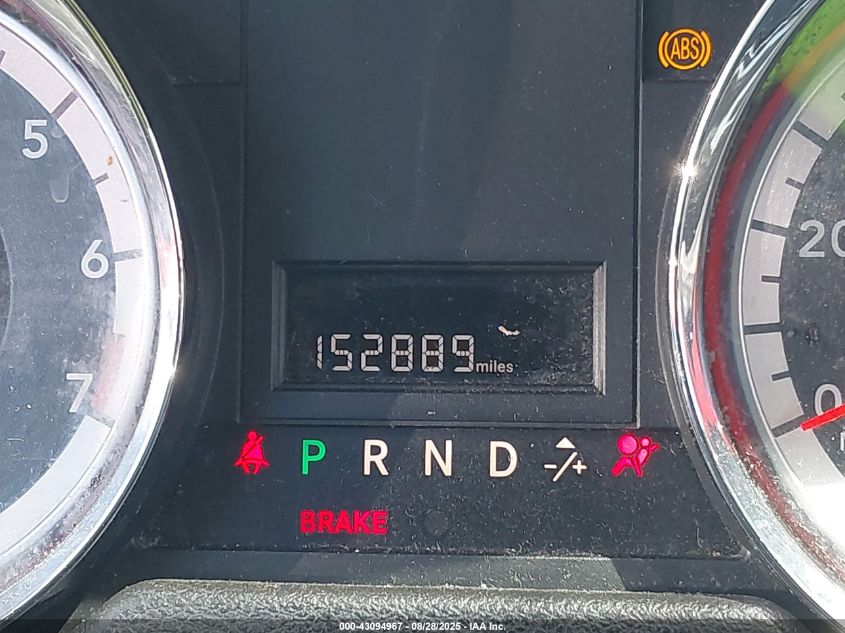 ABS
5
6
7
20
0
152889 miles
P R N D -/+
BRAKE
000-43094967 - 08/28/2025 - IAA Inc.